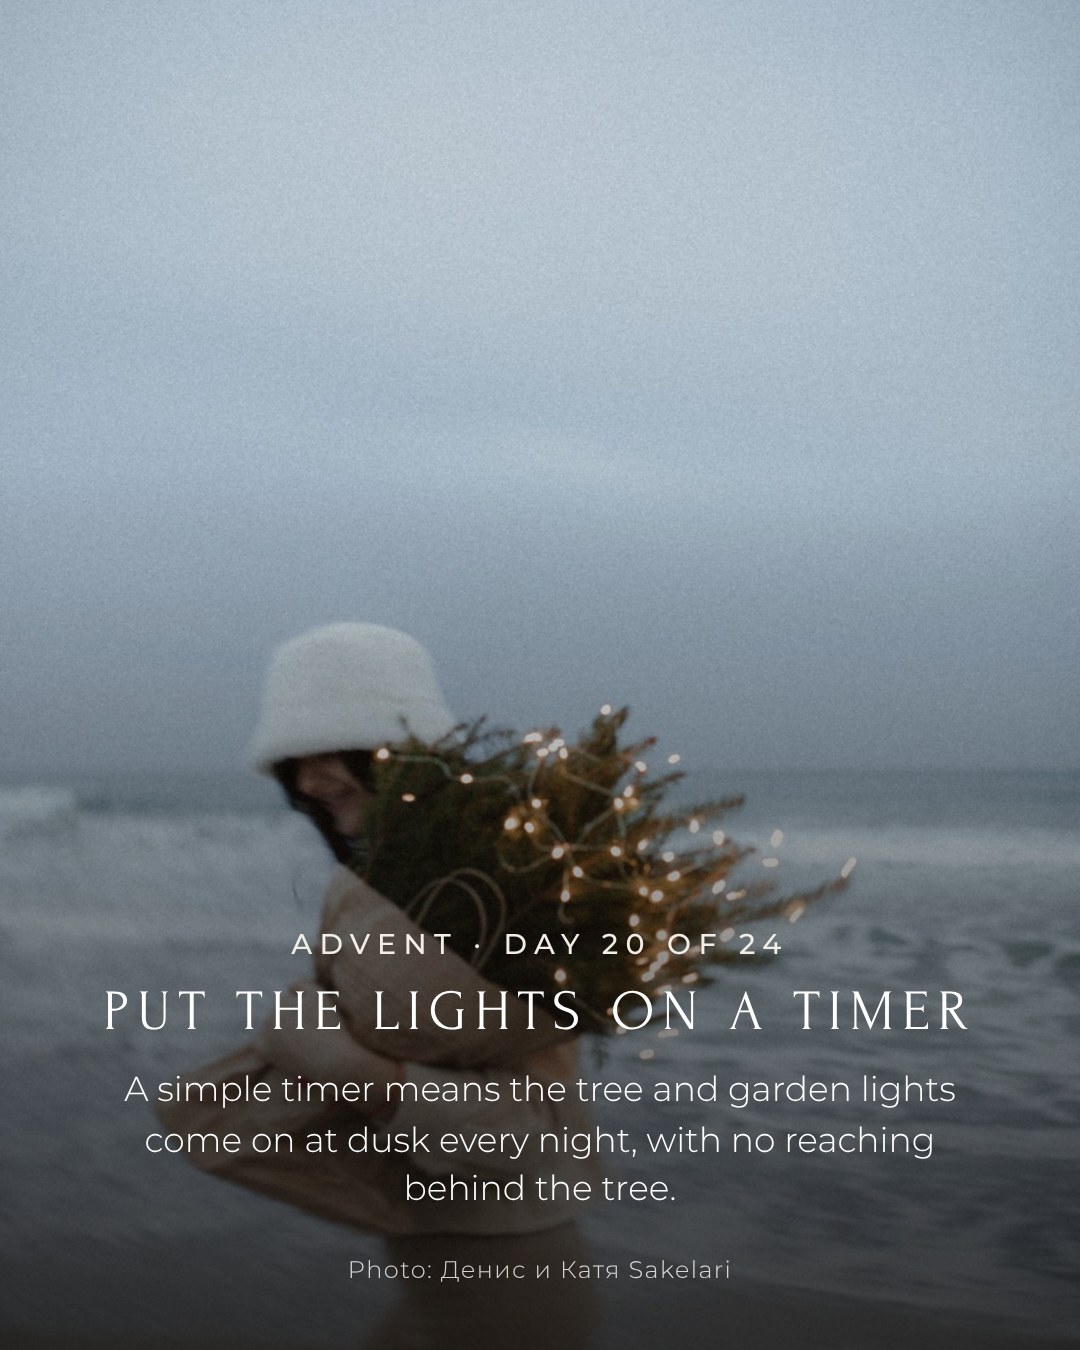 ADVENT · DAY 20 OF 24
PUT THE LIGHTS ON A TIMER
A simple timer means the tree and garden lights
come on at dusk every night, with no reaching
behind the tree.
Photo: Денис и Катя Sakelari